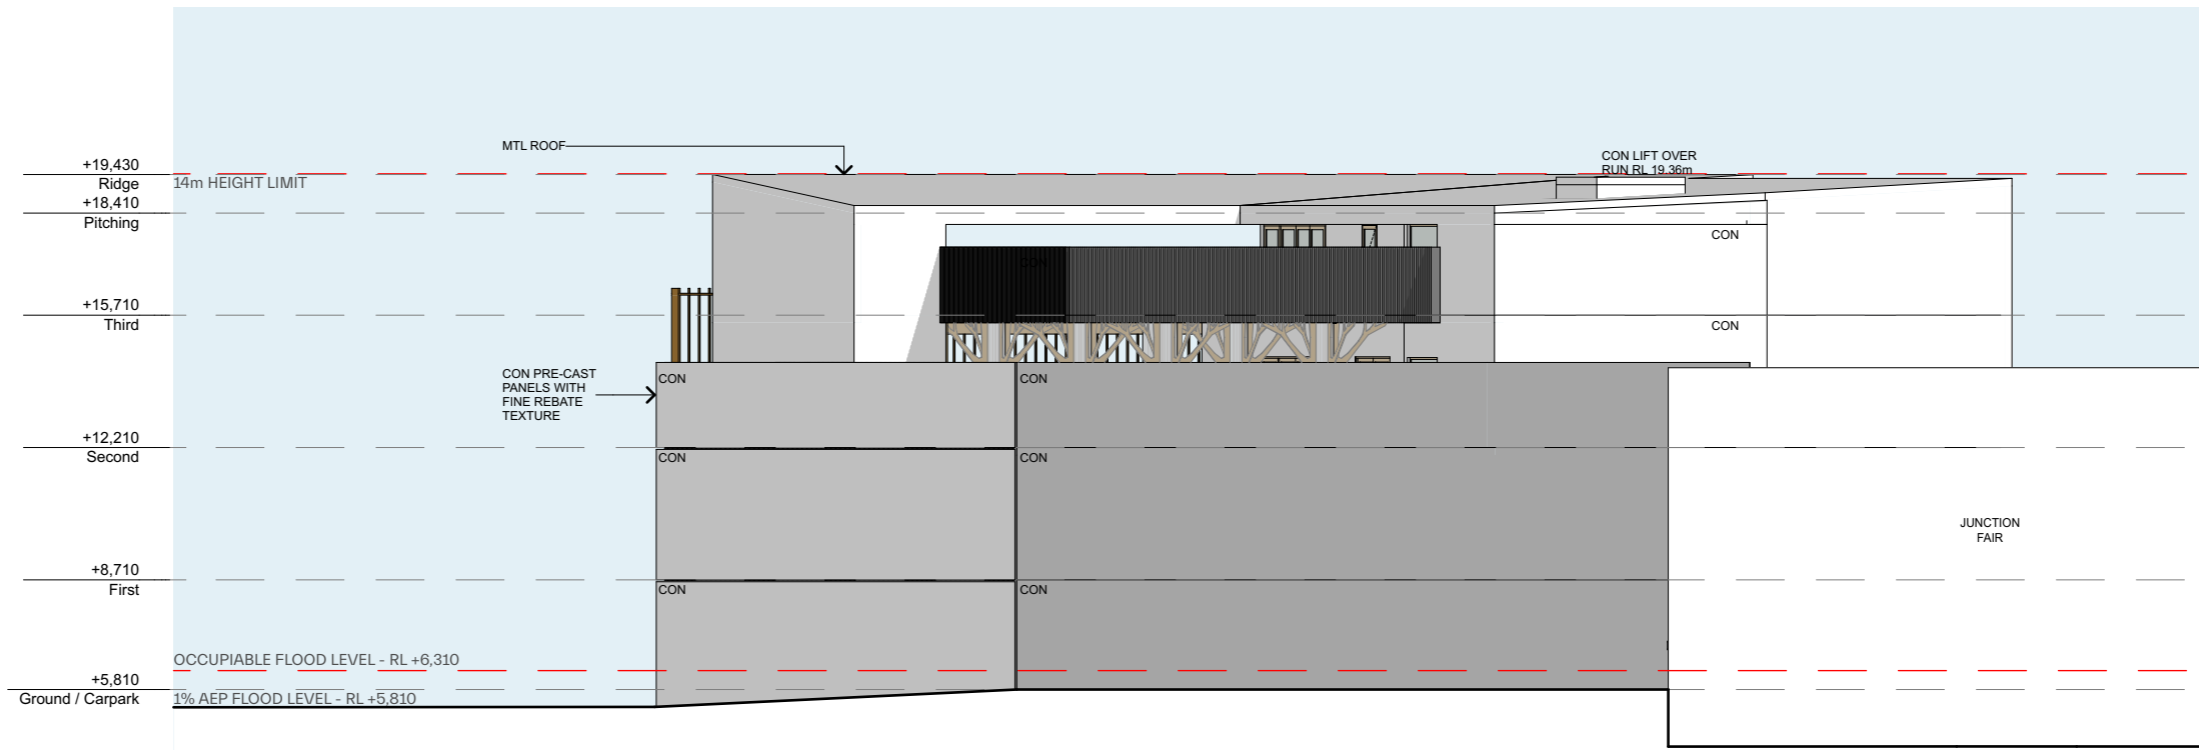 MTL ROOF
CON LIFT OVER
RUN RL 19.36m
+19,430
Ridge
14m HEIGHT LIMIT
+18,410
Pitching
CON
CON
+15,710
Third
CON
CON PRE-CAST
PANELS WITH
FINE REBATE
TEXTURE
CON
CON
+12,210
Second
CON
CON
JUNCTION
FAIR
+8,710
First
CON
CON
OCCUPIABLE FLOOD LEVEL - RL +6,310
+5,810
Ground / Carpark
1% AEP FLOOD LEVEL - RL +5,810